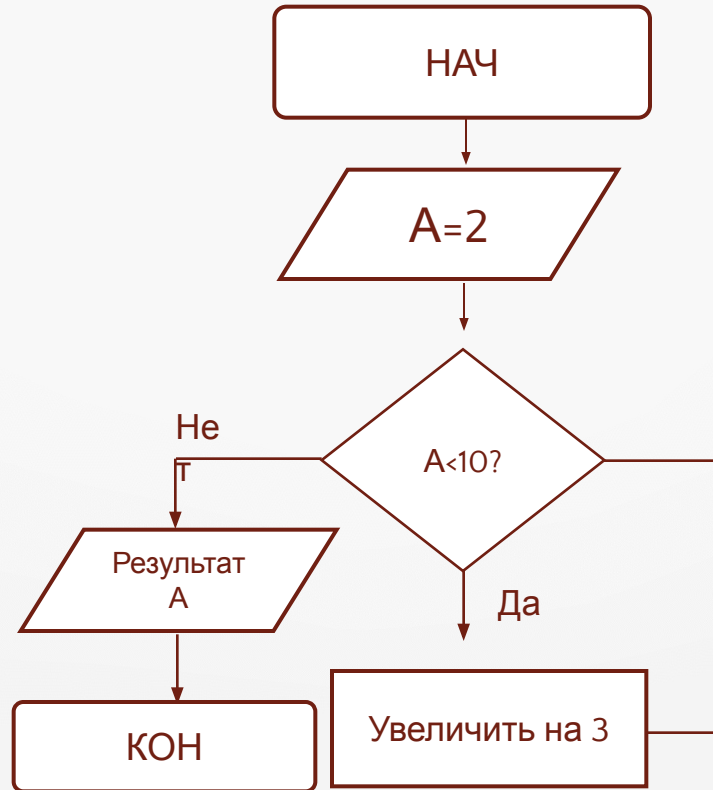 НАЧ
А=2
А<10?
Не
т
Результат
А
Да
Увеличить на 3
КОН